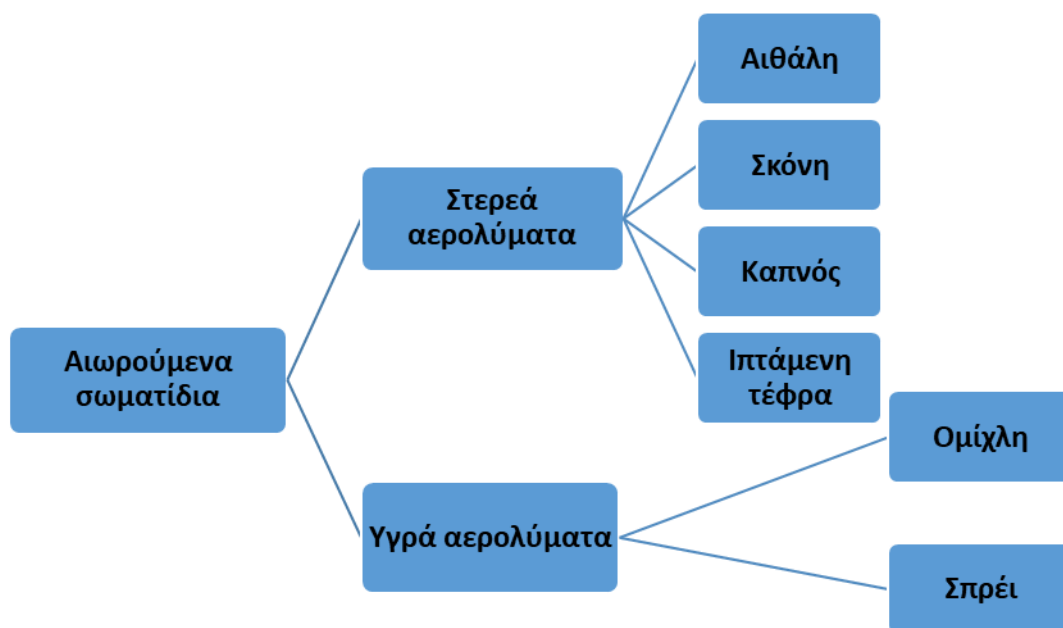 Αιθάλη
Σκόνη
Στερεά
αερολύματα
Καπνός
Ιπτάμενη
τέφρα
Αιωρούμενα
σωματίδια
Ομίχλη
Υγρά αερολύματα
Σπρέι